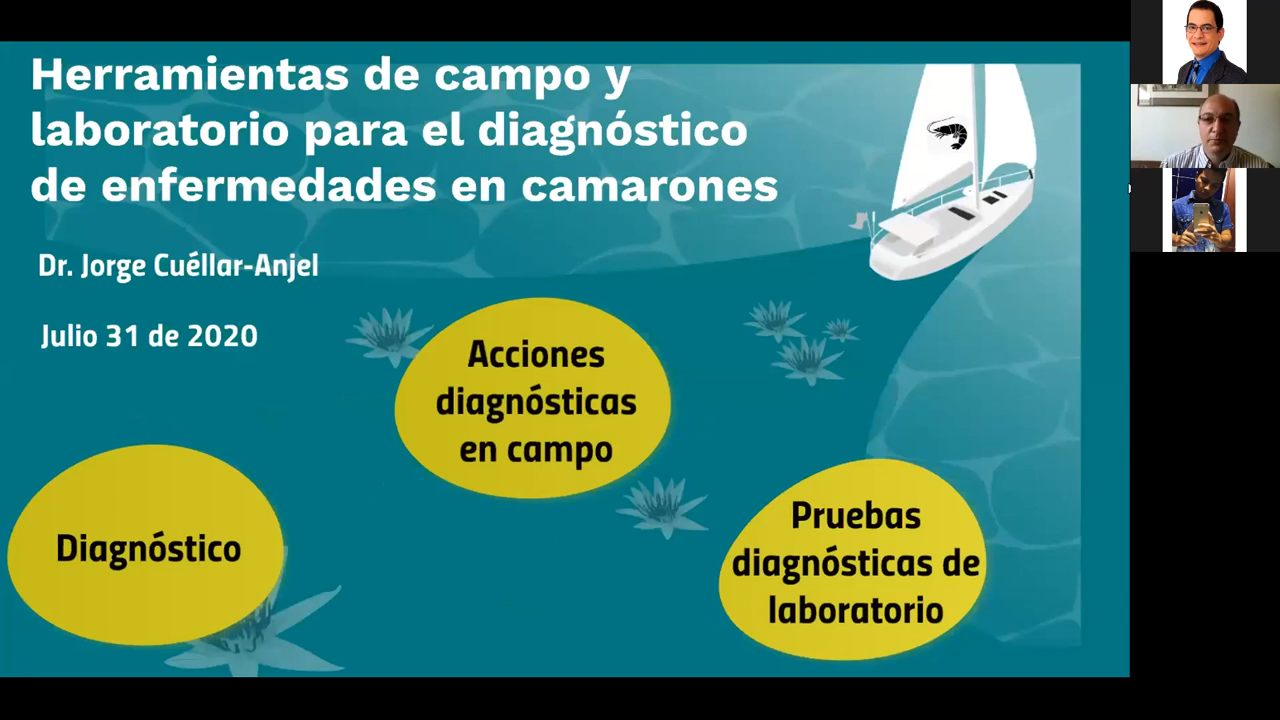 Herramientas de campo y
laboratorio para el diagnóstico
de enfermedades en camarones
Dr. Jorge Cuéllar-Anjel
Julio 31 de 2020
Acciones
diagnósticas
en campo
Diagnóstico
Pruebas
diagnósticas de
laboratorio